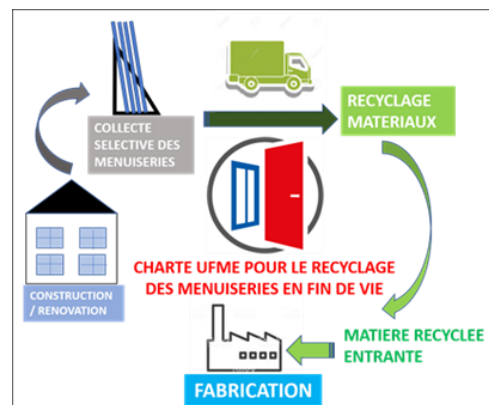 COLLECTE
SELECTIVE DES
MENUISERIES
RECYCLAGE
MATERIAUX
CHARTE UFME POUR LE RECYCLAGE
DES MENUISERIES EN FIN DE VIE
CONSTRUCTION
/ RENOVATION
MATIERE RECYCLEE
ENTRANTE
FABRICATION